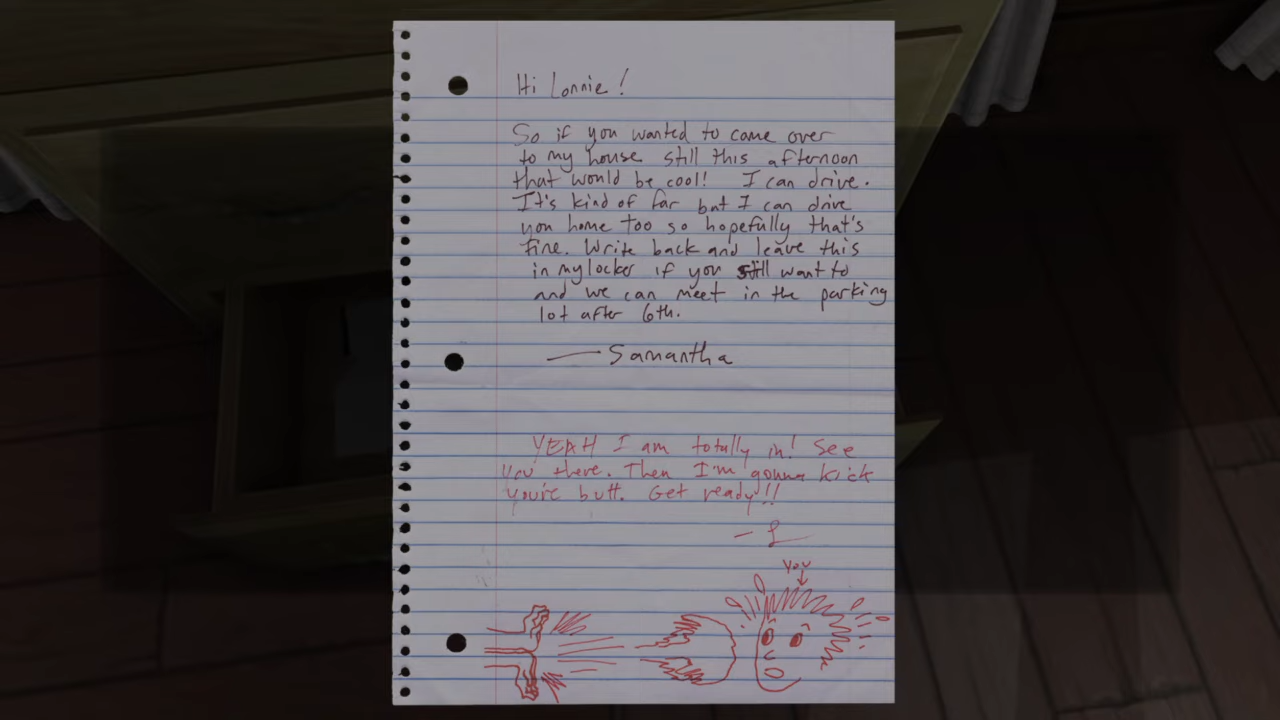 Hi Lonnie!
So if you wanted to come over
to my house still this afternoon
that would be cool! I can drive.
It's kind of far but I can drive
you home too so hopefully that's
fine. Write back and leave this
in my locker if you still want to
and we can meet in the parking
lot after 6th.
— Samantha
YEAH I am totally in! See
you there. Then I'm gonna kick
you're butt. Get ready!!
- L
you